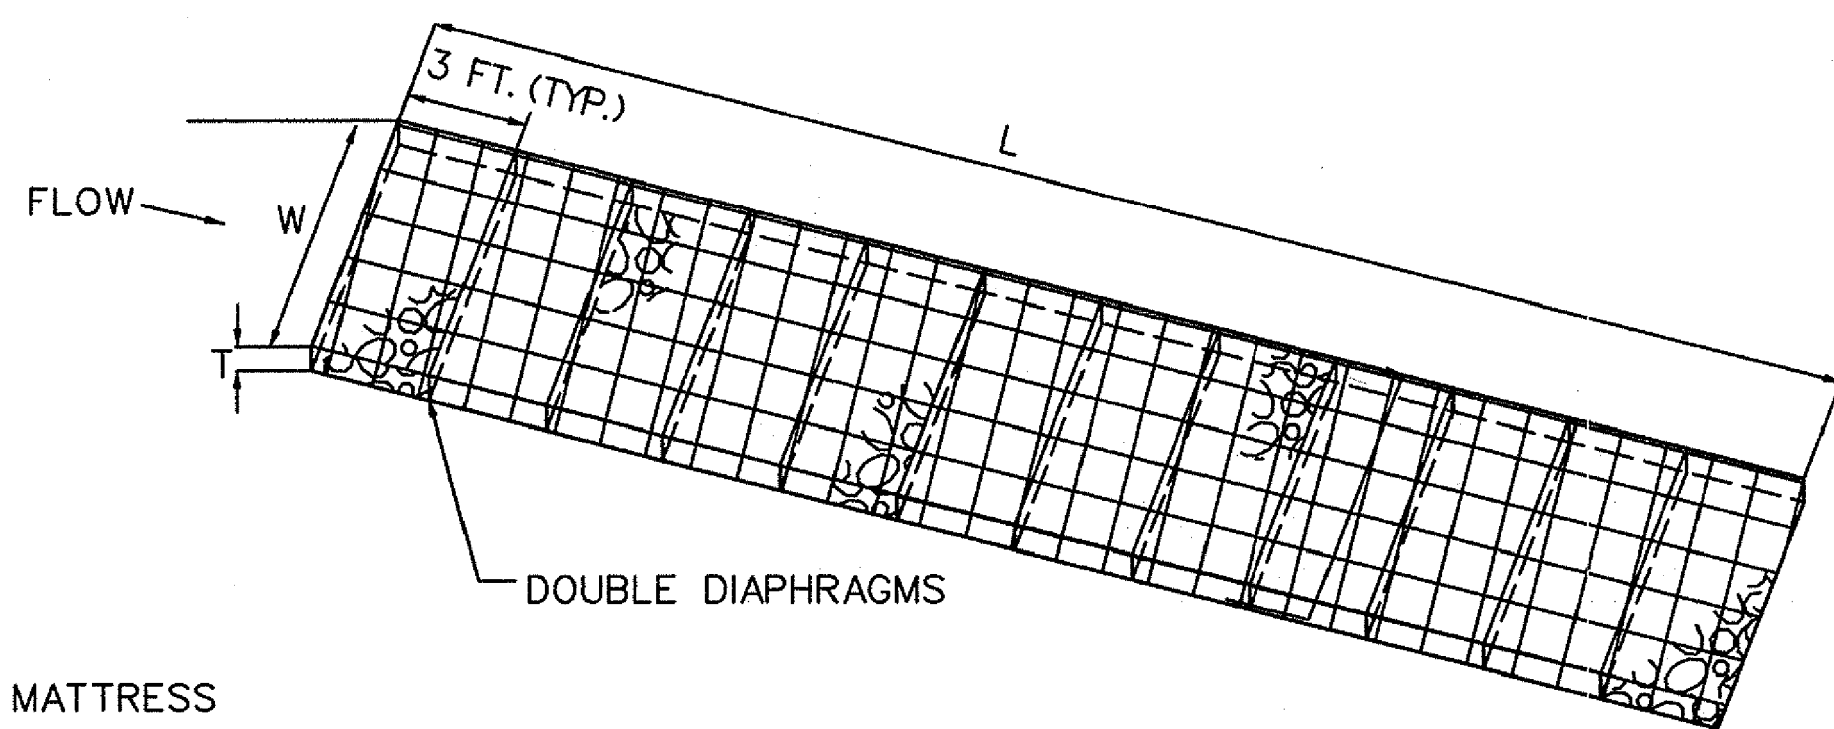 3 FT. (TYP.)
L
FLOW
W
T
DOUBLE DIAPHRAGMS
MATTRESS